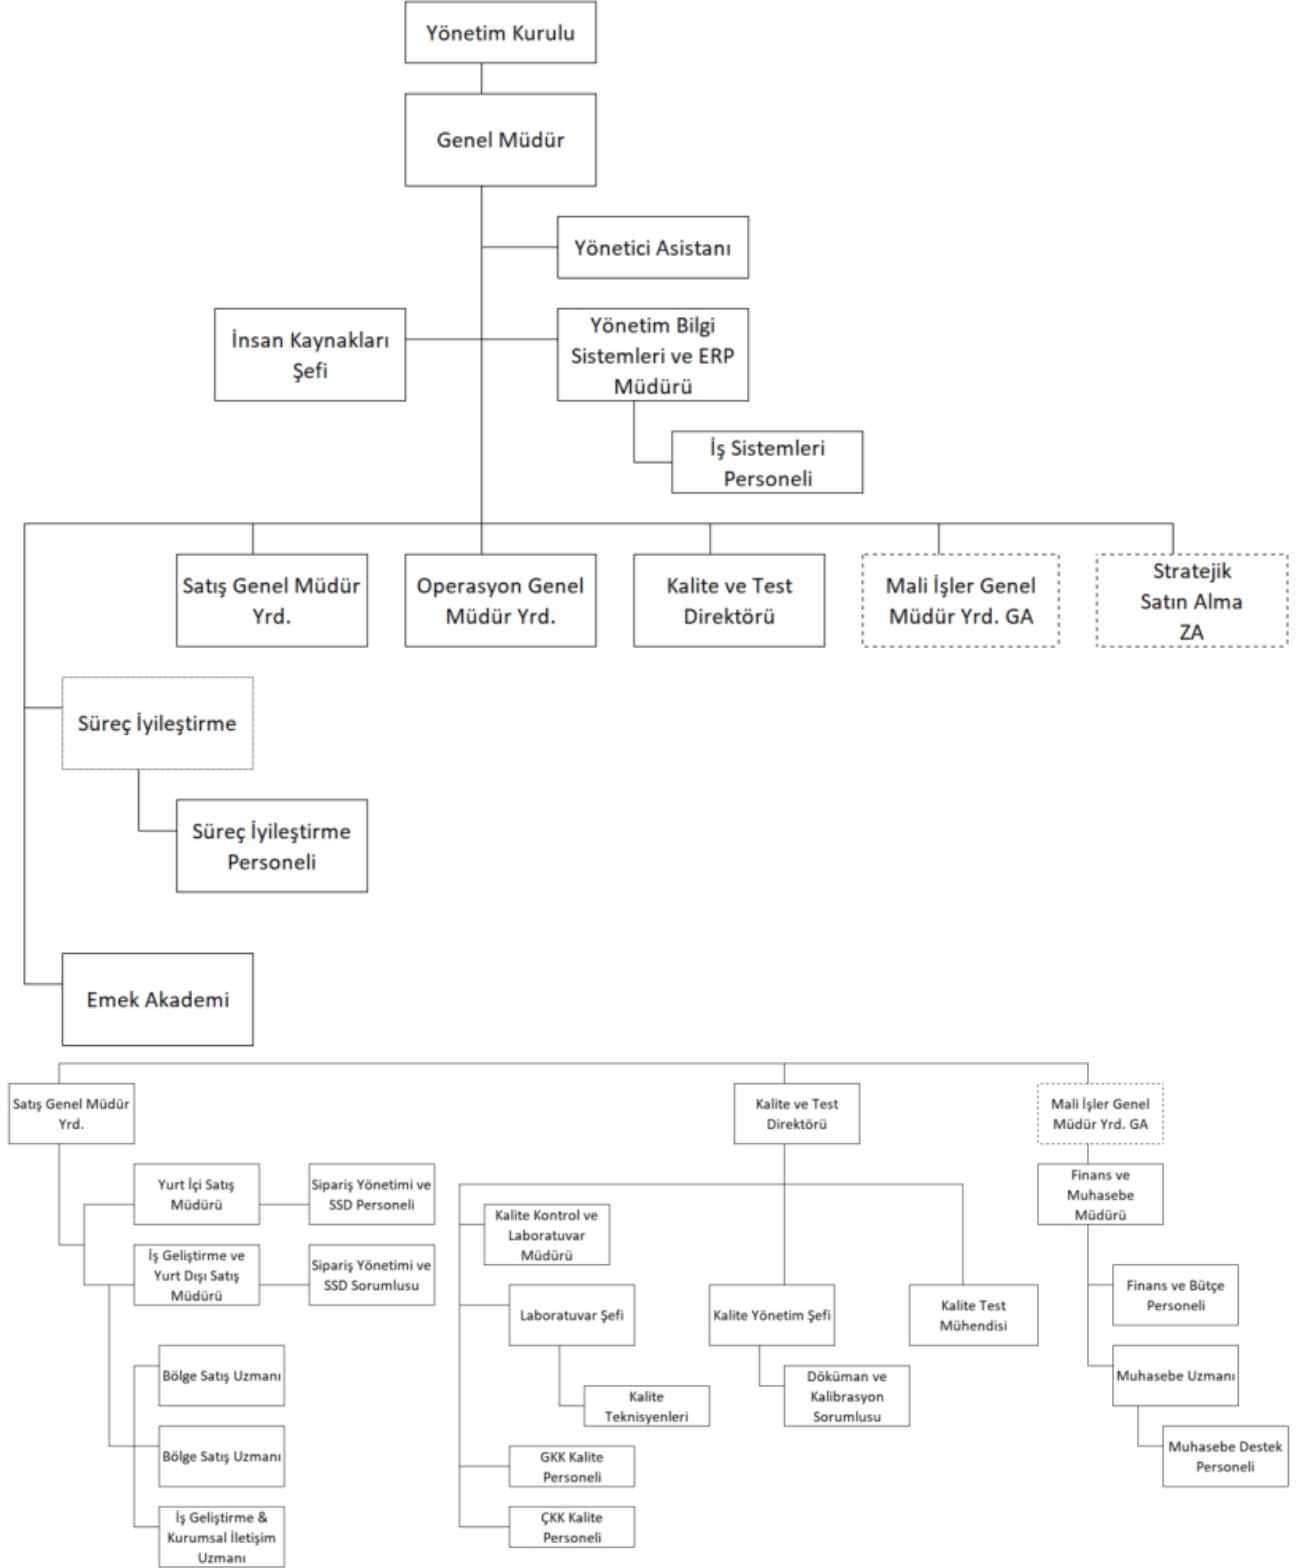 Yönetim Kurulu
Genel Müdür
Yönetici Asistanı
İnsan Kaynakları
Şefi
Yönetim Bilgi
Sistemleri ve ERP
Müdürü
İş Sistemleri
Personeli
Satış Genel Müdür
Yrd.
Operasyon Genel
Müdür Yrd.
Kalite ve Test
Direktörü
Mali İşler Genel
Müdür Yrd. GA
Stratejik
Satın Alma
ZA
Süreç İyileştirme
Süreç İyileştirme
Personeli
Emek Akademi
Satış Genel Müdür
Yrd.
Kalite ve Test
Direktörü
Mali İşler Genel
Müdür Yrd. GA
Yurt İçi Satış
Müdürü
Sipariş Yönetimi ve
SSD Personeli
İş Geliştirme ve
Yurt Dışı Satış
Müdürü
Sipariş Yönetimi ve
SSD Sorumlusu
Bölge Satış Uzmanı
Bölge Satış Uzmanı
İş Geliştirme &
Kurumsal İletişim
Uzmanı
Kalite Kontrol ve
Laboratuvar
Müdürü
Laboratuvar Şefi
Kalite
Teknisyenleri
GKK Kalite
Personeli
ÇKK Kalite
Personeli
Kalite Yönetim Şefi
Döküman ve
Kalibrasyon
Sorumlusu
Kalite Test
Mühendisi
Finans ve
Muhasebe
Müdürü
Finans ve Bütçe
Personeli
Muhasebe Uzmanı
Muhasebe Destek
Personeli